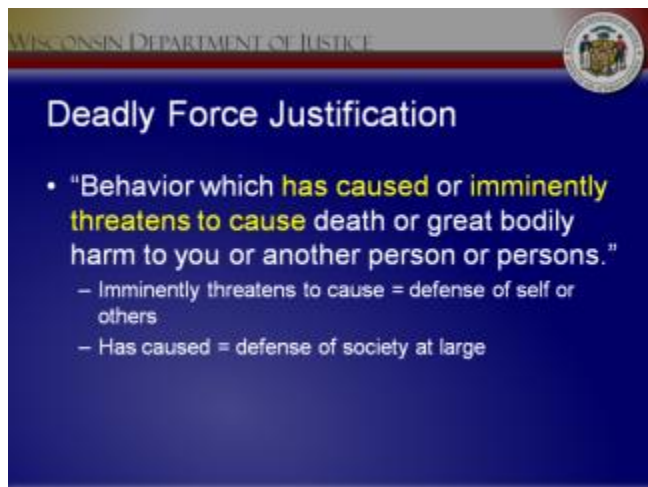 WISCONSIN DEPARTMENT OF JUSTICE
Deadly Force Justification
• “Behavior which has caused or imminently
threatens to cause death or great bodily
harm to you or another person or persons.”
– Imminently threatens to cause = defense of self or
others
– Has caused = defense of society at large